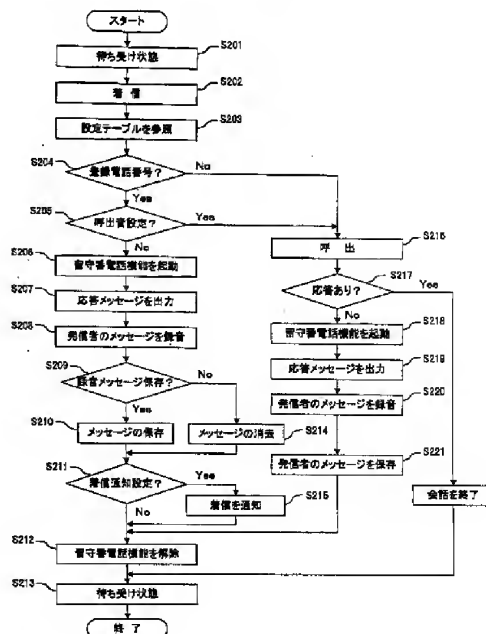 スタート
待ち受け状態
S201
着信
S202
設定テーブルを参照
S203
S204
登録電話番号?
No
Yes
S205
呼出音設定?
Yes
No
S206
留守番電話機能を起動
S207
応答メッセージを出力
S208
発信者のメッセージを録音
S209
録音メッセージ保存?
No
Yes
S210
メッセージの保存
メッセージの消去
S214
S211
着信通知設定?
Yes
No
着信を通知
S215
S212
留守番電話機能を解除
S213
待ち受け状態
終了
呼出
S216
S217
応答あり?
Yes
No
留守番電話機能を起動
S218
応答メッセージを出力
S219
発信者のメッセージを録音
S220
発信者のメッセージを保存
S221
会話を終了